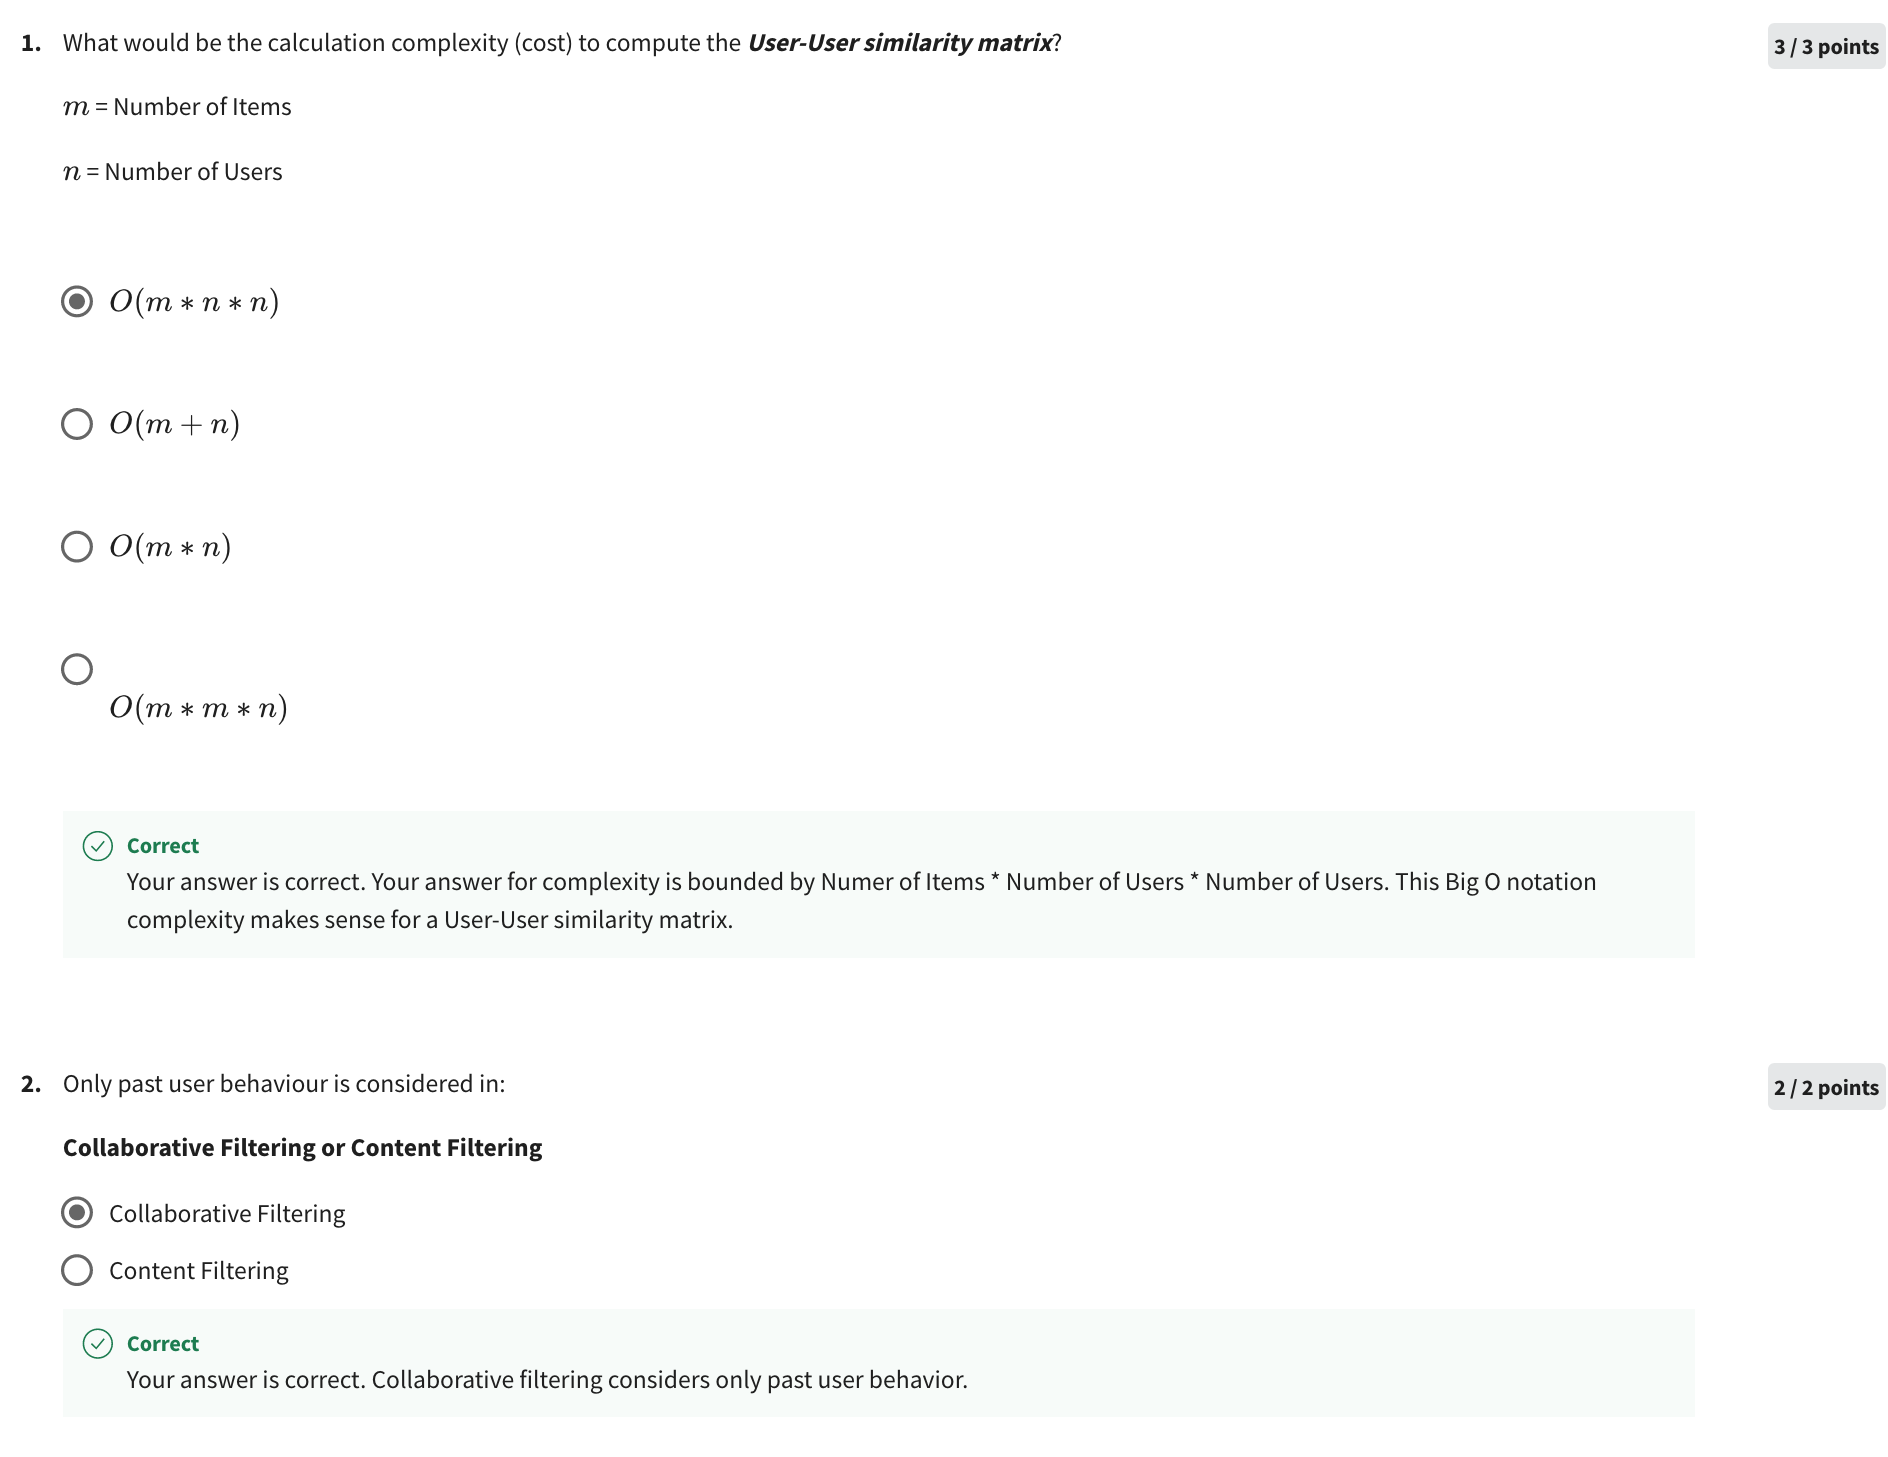 1. What would be the calculation complexity (cost) to compute the User-User similarity matrix?
3 / 3 points
m = Number of Items
n = Number of Users
O(m ∗ n ∗ n)
O(m + n)
O(m ∗ n)
O(m ∗ m ∗ n)
Correct
Your answer is correct. Your answer for complexity is bounded by Numer of Items * Number of Users * Number of Users. This Big O notation
complexity makes sense for a User-User similarity matrix.
2. Only past user behaviour is considered in:
2 / 2 points
Collaborative Filtering or Content Filtering
Collaborative Filtering
Content Filtering
Correct
Your answer is correct. Collaborative filtering considers only past user behavior.